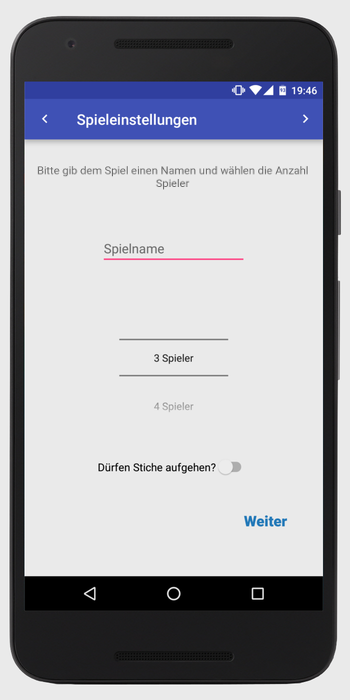 19:46
Spieleinstellungen
Bitte gib dem Spiel einen Namen und wählen die Anzahl
Spieler
Spielname
3 Spieler
4 Spieler
Dürfen Stiche aufgehen?
Weiter